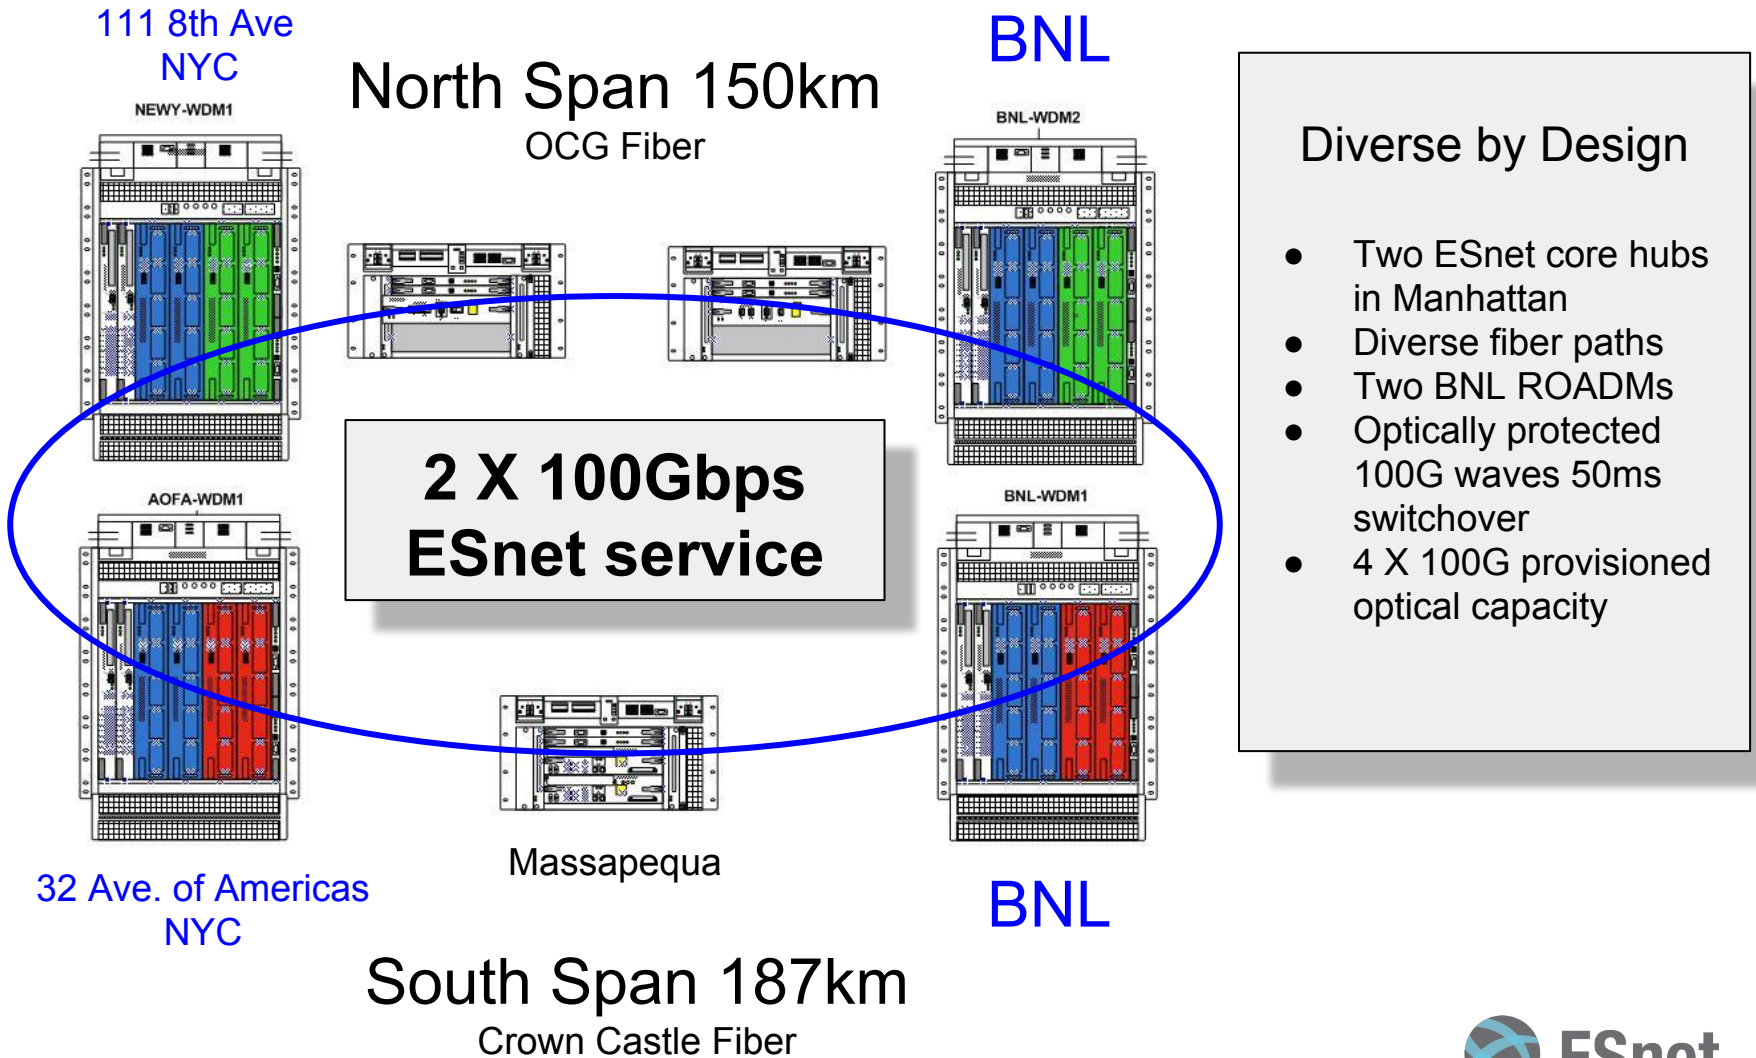 111 8th Ave
NYC
NEWY-WDM1
North Span 150km
OCG Fiber
BNL
BNL-WDM2
Diverse by Design
● Two ESnet core hubs
in Manhattan
● Diverse fiber paths
● Two BNL ROADMs
● Optically protected
100G waves 50ms
switchover
● 4 X 100G provisioned
optical capacity
2 X 100Gbps
ESnet service
AOFA-WDM1
BNL-WDM1
32 Ave. of Americas
NYC
Massapequa
BNL
South Span 187km
Crown Castle Fiber
ESnet